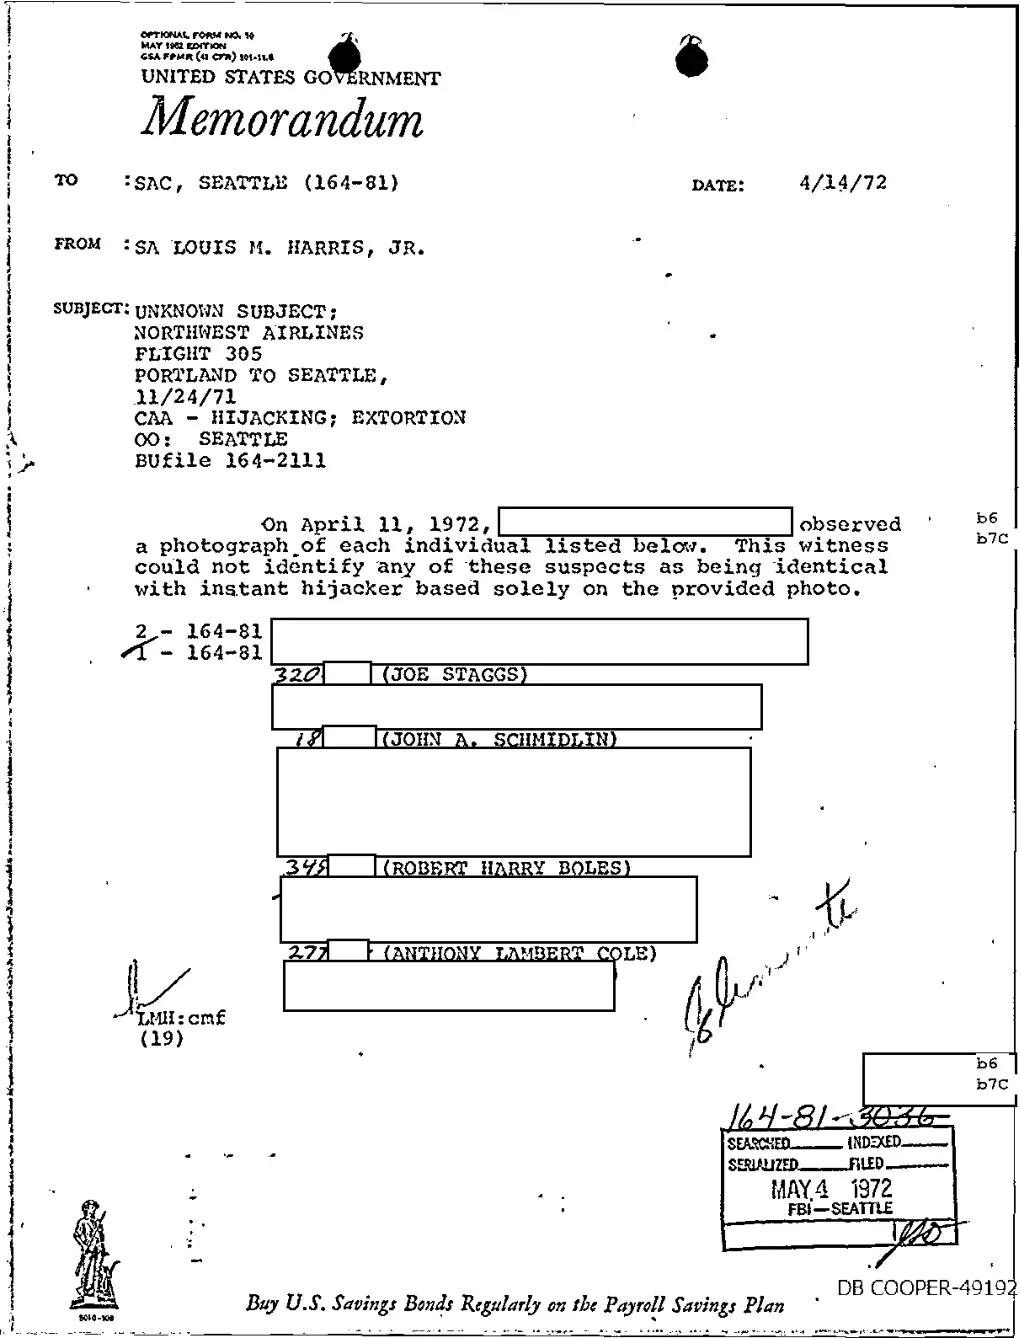 OPTIONAL FORM NO. 10
MAY 1962 EDITION
GSA FPMR (41 CFR) 101-11.6
UNITED STATES GOVERNMENT
Memorandum
TO : SAC, SEATTLE (164-81) DATE: 4/14/72
FROM : SA LOUIS M. HARRIS, JR.
SUBJECT: UNKNOWN SUBJECT;
NORTHWEST AIRLINES
FLIGHT 305
PORTLAND TO SEATTLE,
11/24/71
CAA - HIJACKING; EXTORTION
OO: SEATTLE
BUfile 164-2111
On April 11, 1972, observed b6
a photograph of each individual listed below. This witness b7C
could not identify any of these suspects as being identical
with instant hijacker based solely on the provided photo.
2 - 164-81
1 - 164-81
320 (JOE STAGGS)
18 (JOHN A. SCHMIDLIN)
345 (ROBERT HARRY BOLES)
277 (ANTHONY LAMBERT COLE)
LMH:cmf
(19)
b6
b7C
164-81-3036
SEARCHED INDEXED
SERIALIZED FILED
MAY 4 1972
FBI—SEATTLE
DB COOPER-49192
Buy U.S. Savings Bonds Regularly on the Payroll Savings Plan
5010-108